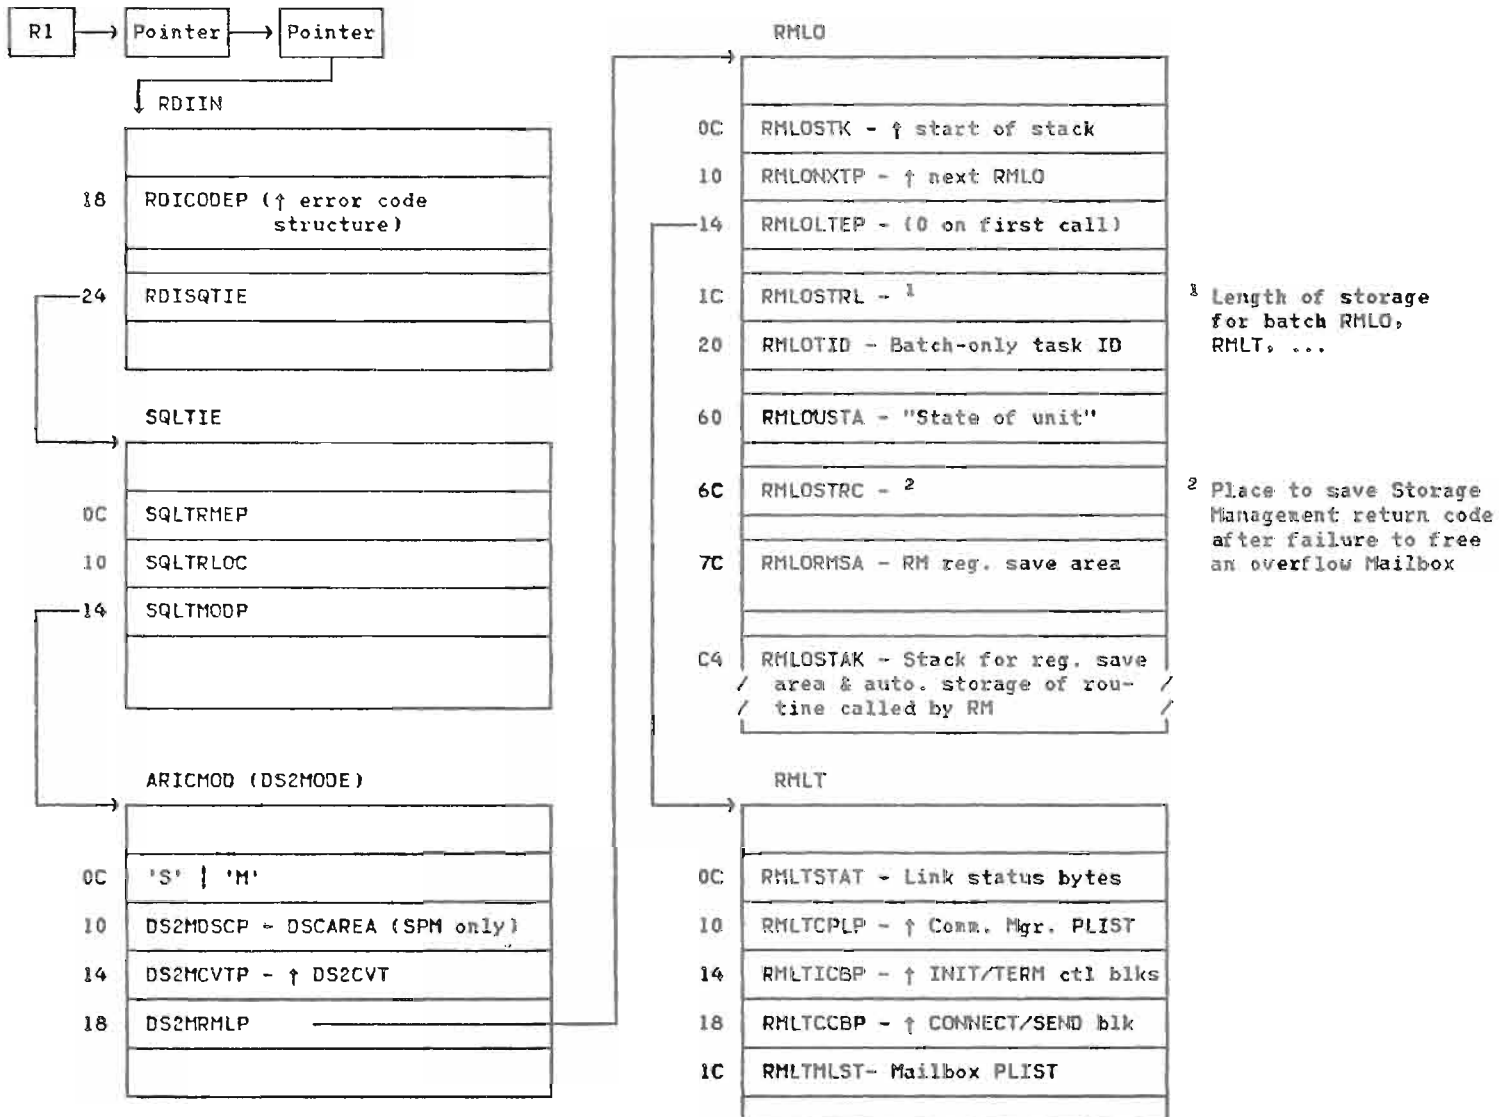 R1 Pointer Pointer
RDIIN
18 RDICODEP (↑ error code
structure)
24 RDISQTIE
SQLTIE
0C SQLTRMEP
10 SQLTRLOC
14 SQLTMODP
ARICMOD (DS2MODE)
0C 'S' | 'M'
10 DS2MDSCP - DSCAREA (SPM only)
14 DS2MCVTP - ↑ DS2CVT
18 DS2MRMLP
RMLO
0C RMLOSTK - ↑ start of stack
10 RMLONXTP - ↑ next RMLO
14 RMLOLTEP - (0 on first call)
1C RMLOSTRL - 1
20 RMLOTID - Batch-only task ID
60 RMLOUSTA - "State of unit"
6C RMLOSTRC - 2
7C RMLORMSA - RM reg. save area
C4 RMLOSTAK - Stack for reg. save
area & auto. storage of rou-
tine called by RM
1 Length of storage
for batch RMLO,
RMLT, ...
2 Place to save Storage
Management return code
after failure to free
an overflow Mailbox
RMLT
0C RMLTSTAT - Link status bytes
10 RMLTCPLP - ↑ Comm. Mgr. PLIST
14 RMLTICBP - ↑ INIT/TERM ctl blks
18 RMLTCCBP - ↑ CONNECT/SEND blk
1C RMLTMLST- Mailbox PLIST